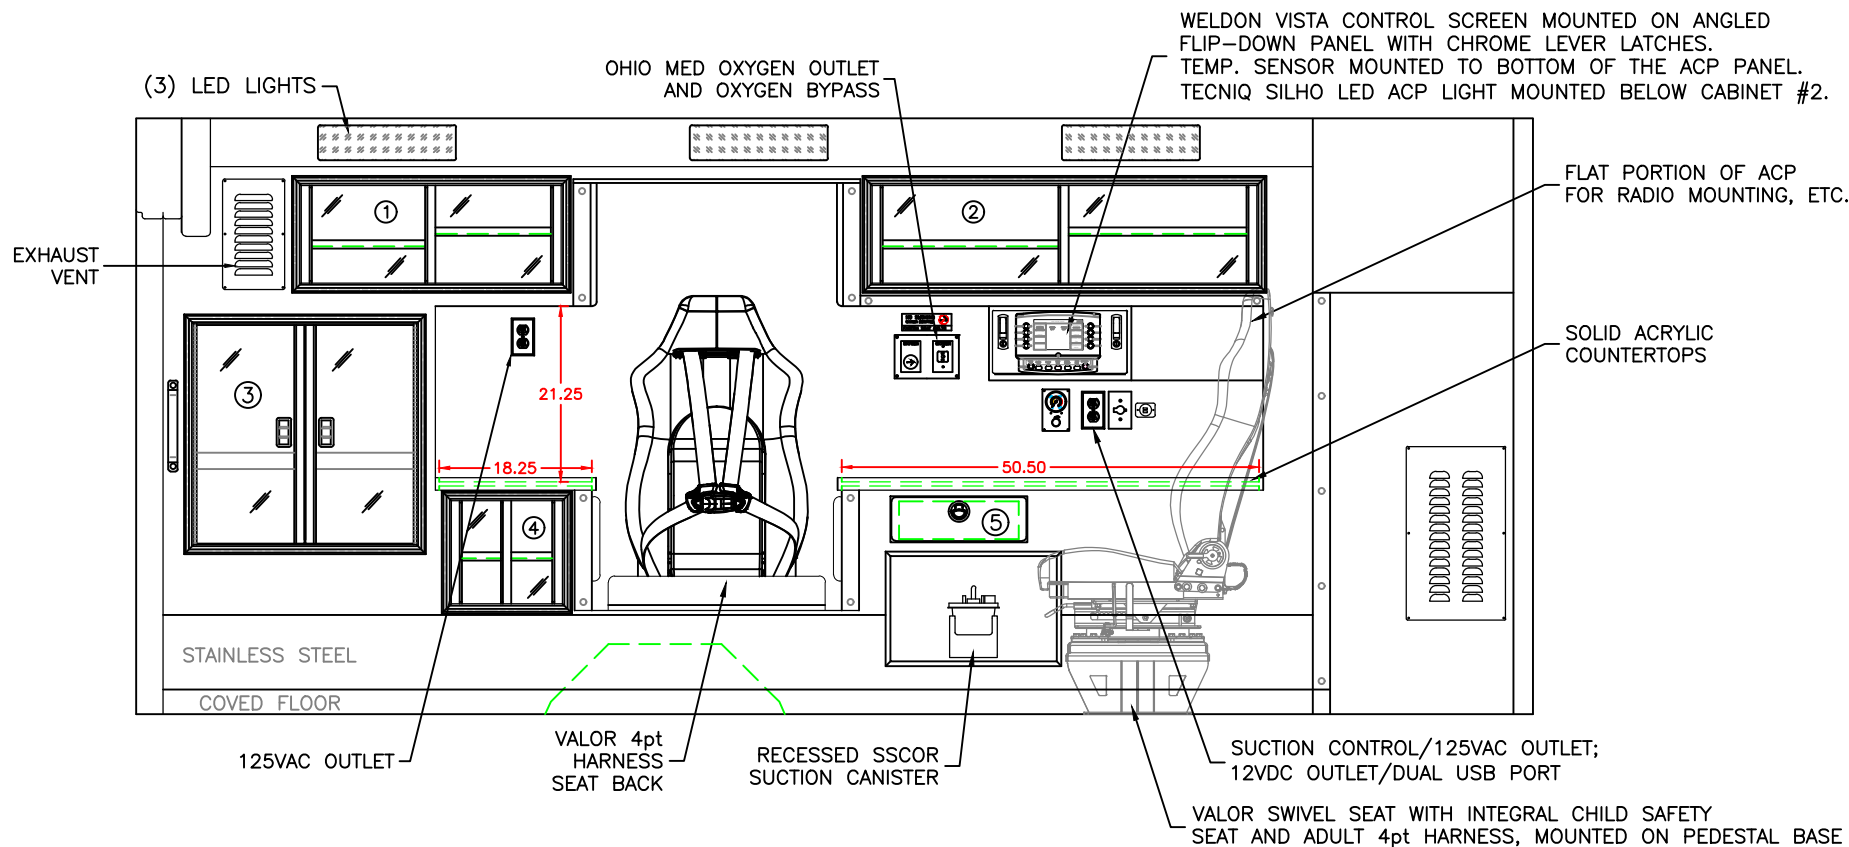 WELDON VISTA CONTROL SCREEN MOUNTED ON ANGLED
FLIP-DOWN PANEL WITH CHROME LEVER LATCHES.
TEMP. SENSOR MOUNTED TO BOTTOM OF THE ACP PANEL.
TECNIQ SILHO LED ACP LIGHT MOUNTED BELOW CABINET #2.
OHIO MED OXYGEN OUTLET
AND OXYGEN BYPASS
(3) LED LIGHTS
FLAT PORTION OF ACP
FOR RADIO MOUNTING, ETC.
1
2
EXHAUST
VENT
SOLID ACRYLIC
COUNTERTOPS
3
21.25
18.25
50.50
4
5
STAINLESS STEEL
COVED FLOOR
125VAC OUTLET
VALOR 4pt
HARNESS
SEAT BACK
RECESSED SSCOR
SUCTION CANISTER
SUCTION CONTROL/125VAC OUTLET;
12VDC OUTLET/DUAL USB PORT
VALOR SWIVEL SEAT WITH INTEGRAL CHILD SAFETY
SEAT AND ADULT 4pt HARNESS, MOUNTED ON PEDESTAL BASE